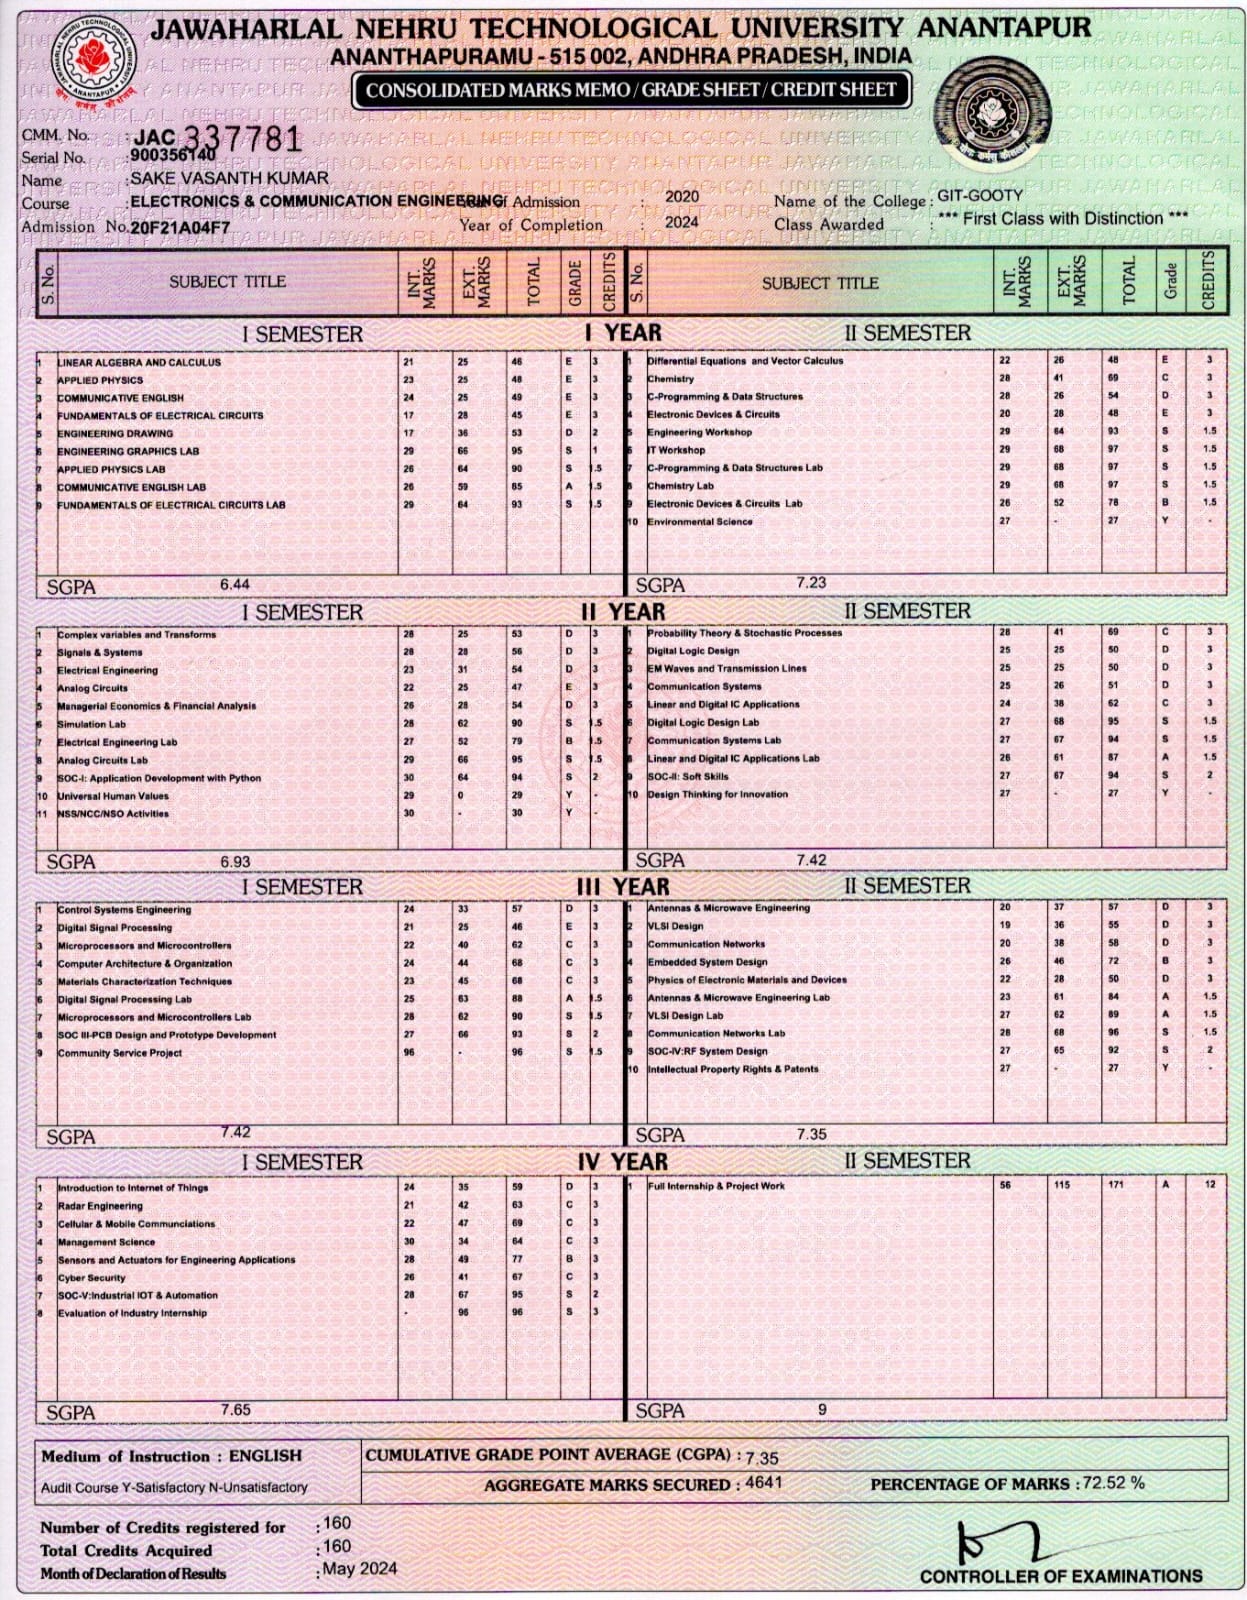 JAWAHARLAL NEHRU TECHNOLOGICAL UNIVERSITY ANANTAPUR
ANANTHAPURAMU - 515 002, ANDHRA PRADESH, INDIA
CONSOLIDATED MARKS MEMO / GRADE SHEET / CREDIT SHEET
CMM. No. : JAC 337781
Serial No. : 900356140
Name : SAKE VASANTH KUMAR
Course : ELECTRONICS & COMMUNICATION ENGINEERING
Admission No. 20F21A04F7
Year of Admission : 2020
Year of Completion : 2024
Name of the College : GIT-GOOTY
Class Awarded : *** First Class with Distinction ***
S. No. SUBJECT TITLE INT. MARKS EXT. MARKS TOTAL GRADE CREDITS
S. No. SUBJECT TITLE INT. MARKS EXT. MARKS TOTAL Grade CREDITS
I YEAR
I SEMESTER
1 LINEAR ALGEBRA AND CALCULUS 21 25 46 E 3
2 APPLIED PHYSICS 23 25 48 E 3
3 COMMUNICATIVE ENGLISH 24 25 49 E 3
4 FUNDAMENTALS OF ELECTRICAL CIRCUITS 17 28 45 E 3
5 ENGINEERING DRAWING 17 36 53 D 2
6 ENGINEERING GRAPHICS LAB 29 66 95 S 1
7 APPLIED PHYSICS LAB 26 64 90 S 1.5
8 COMMUNICATIVE ENGLISH LAB 26 59 85 A 1.5
9 FUNDAMENTALS OF ELECTRICAL CIRCUITS LAB 29 64 93 S 1.5
SGPA 6.44
II SEMESTER
1 Differential Equations and Vector Calculus 22 26 48 E 3
2 Chemistry 28 41 69 C 3
3 C-Programming & Data Structures 28 26 54 D 3
4 Electronic Devices & Circuits 20 28 48 E 3
5 Engineering Workshop 29 64 93 S 1.5
6 IT Workshop 29 68 97 S 1.5
7 C-Programming & Data Structures Lab 29 68 97 S 1.5
8 Chemistry Lab 29 68 97 S 1.5
9 Electronic Devices & Circuits Lab 26 52 78 B 1.5
10 Environmental Science 27 - 27 Y -
SGPA 7.23
II YEAR
I SEMESTER
1 Complex variables and Transforms 28 25 53 D 3
2 Signals & Systems 28 28 56 D 3
3 Electrical Engineering 23 31 54 D 3
4 Analog Circuits 22 25 47 E 3
5 Managerial Economics & Financial Analysis 26 28 54 D 3
6 Simulation Lab 28 62 90 S 1.5
7 Electrical Engineering Lab 27 52 79 B 1.5
8 Analog Circuits Lab 29 66 95 S 1.5
9 SOC-I: Application Development with Python 30 64 94 S 2
10 Universal Human Values 29 0 29 Y -
11 NSS/NCC/NSO Activities 30 - 30 Y -
SGPA 6.93
II SEMESTER
1 Probability Theory & Stochastic Processes 28 41 69 C 3
2 Digital Logic Design 25 25 50 D 3
3 EM Waves and Transmission Lines 25 25 50 D 3
4 Communication Systems 25 26 51 D 3
5 Linear and Digital IC Applications 24 38 62 C 3
6 Digital Logic Design Lab 27 68 95 S 1.5
7 Communication Systems Lab 27 67 94 S 1.5
8 Linear and Digital IC Applications Lab 26 61 87 A 1.5
9 SOC-II: Soft Skills 27 67 94 S 2
10 Design Thinking for Innovation 27 - 27 Y -
SGPA 7.42
III YEAR
I SEMESTER
1 Control Systems Engineering 24 33 57 D 3
2 Digital Signal Processing 21 25 46 E 3
3 Microprocessors and Microcontrollers 22 40 62 C 3
4 Computer Architecture & Organization 24 44 68 C 3
5 Materials Characterization Techniques 23 45 68 C 3
6 Digital Signal Processing Lab 25 63 88 A 1.5
7 Microprocessors and Microcontrollers Lab 28 62 90 S 1.5
8 SOC III-PCB Design and Prototype Development 27 66 93 S 2
9 Community Service Project 96 - 96 S 1.5
SGPA 7.42
II SEMESTER
1 Antennas & Microwave Engineering 20 37 57 D 3
2 VLSI Design 19 36 55 D 3
3 Communication Networks 20 38 58 D 3
4 Embedded System Design 26 46 72 B 3
5 Physics of Electronic Materials and Devices 22 28 50 D 3
6 Antennas & Microwave Engineering Lab 23 61 84 A 1.5
7 VLSI Design Lab 27 62 89 A 1.5
8 Communication Networks Lab 28 68 96 S 1.5
9 SOC-IV:RF System Design 27 65 92 S 2
10 Intellectual Property Rights & Patents 27 - 27 Y -
SGPA 7.35
IV YEAR
I SEMESTER
1 Introduction to Internet of Things 24 35 59 D 3
2 Radar Engineering 21 42 63 C 3
3 Cellular & Mobile Communciations 22 47 69 C 3
4 Management Science 30 34 64 C 3
5 Sensors and Actuators for Engineering Applications 28 49 77 B 3
6 Cyber Security 26 41 67 C 3
7 SOC-V:Industrial IOT & Automation 28 67 95 S 2
8 Evaluation of Industry Internship - 96 96 S 3
SGPA 7.65
II SEMESTER
1 Full Internship & Project Work 56 115 171 A 12
SGPA 9
Medium of Instruction : ENGLISH
Audit Course Y-Satisfactory N-Unsatisfactory
CUMULATIVE GRADE POINT AVERAGE (CGPA) : 7.35
AGGREGATE MARKS SECURED : 4641 PERCENTAGE OF MARKS : 72.52 %
Number of Credits registered for : 160
Total Credits Acquired : 160
Month of Declaration of Results : May 2024
CONTROLLER OF EXAMINATIONS